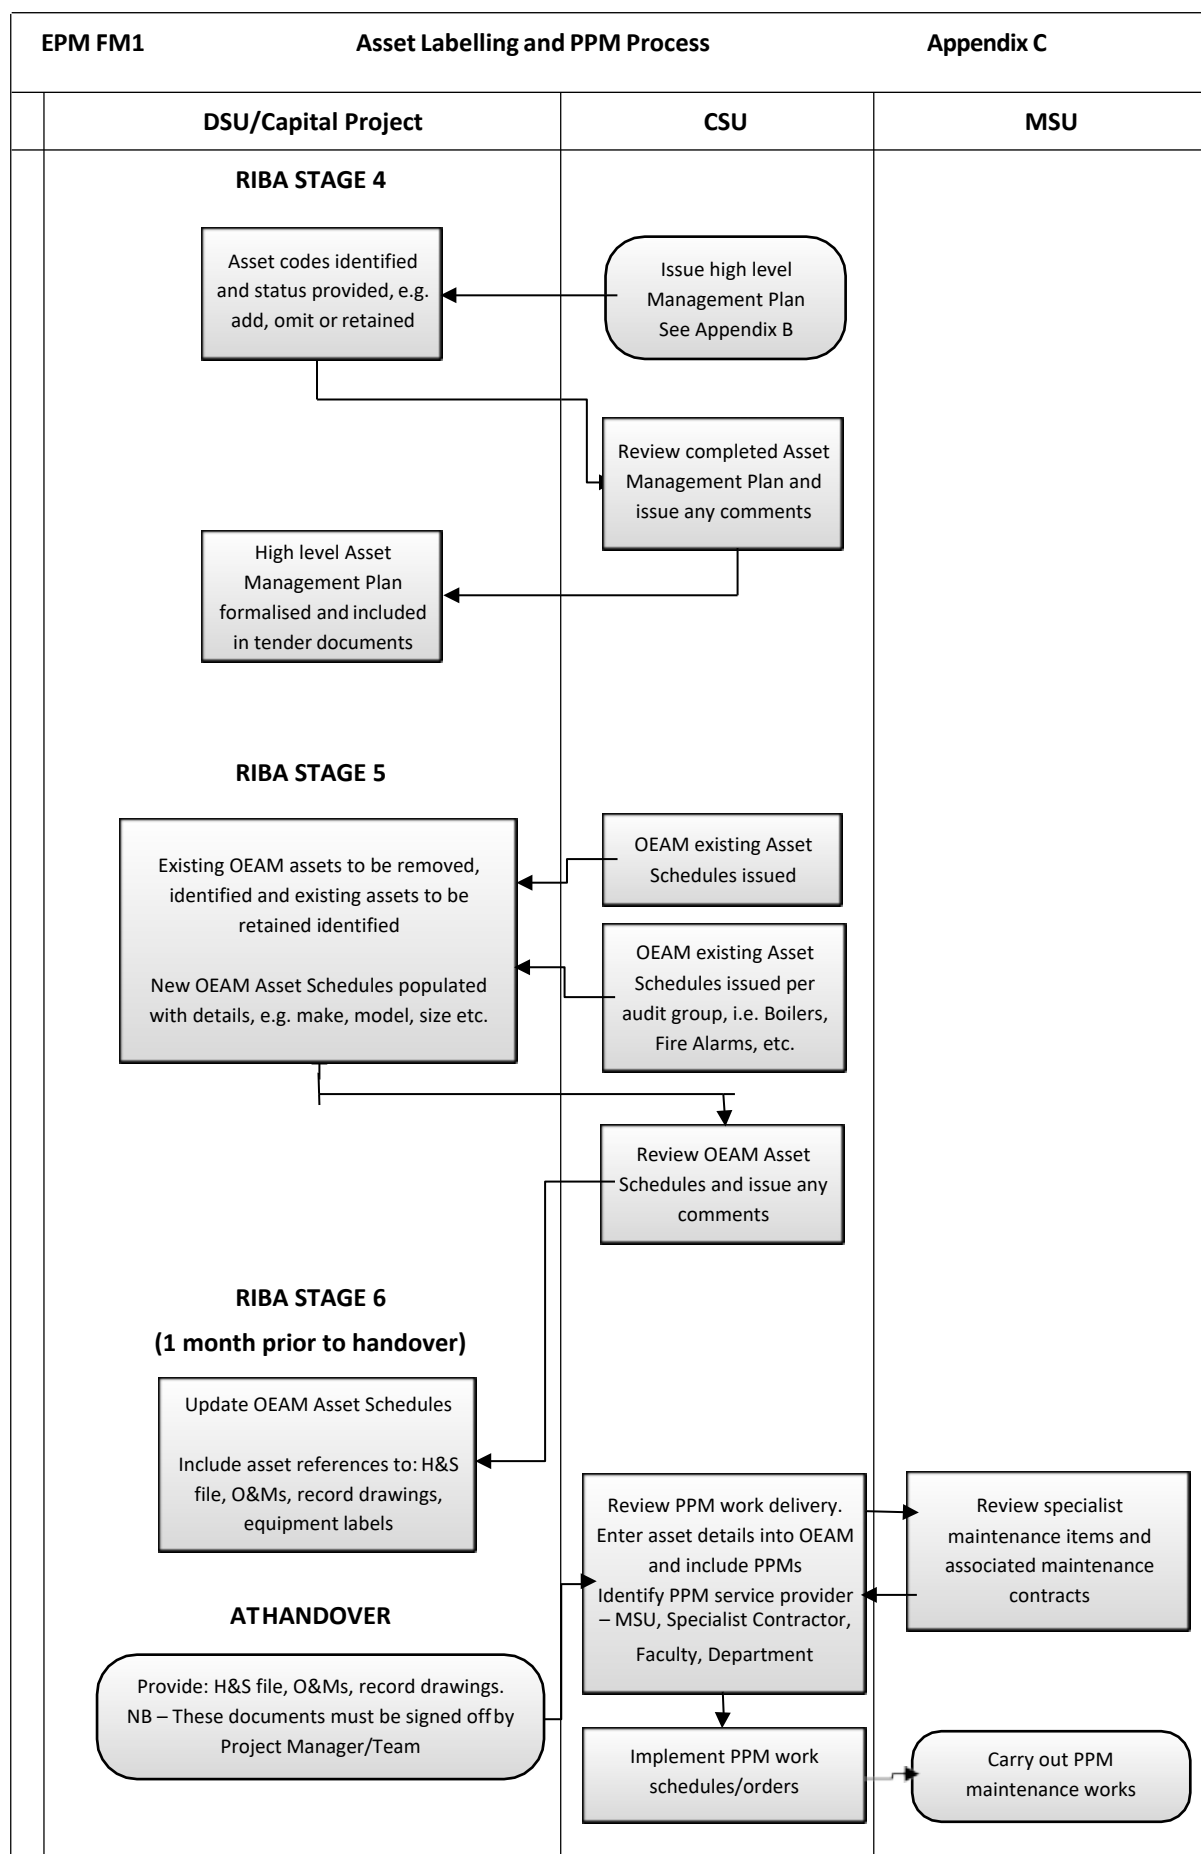 EPM FM1 Asset Labelling and PPM Process Appendix C
DSU/Capital Project CSU MSU
RIBA STAGE 4
Asset codes identified
and status provided, e.g.
add, omit or retained
Issue high level
Management Plan
See Appendix B
Review completed Asset
Management Plan and
issue any comments
High level Asset
Management Plan
formalised and included
in tender documents
RIBA STAGE 5
Existing OEAM assets to be removed,
identified and existing assets to be
retained identified
New OEAM Asset Schedules populated
with details, e.g. make, model, size etc.
OEAM existing Asset
Schedules issued
OEAM existing Asset
Schedules issued per
audit group, i.e. Boilers,
Fire Alarms, etc.
Review OEAM Asset
Schedules and issue any
comments
RIBA STAGE 6
(1 month prior to handover)
Update OEAM Asset Schedules
Include asset references to: H&S
file, O&Ms, record drawings,
equipment labels
Review PPM work delivery.
Enter asset details into OEAM
and include PPMs
Identify PPM service provider
– MSU, Specialist Contractor,
Faculty, Department
Review specialist
maintenance items and
associated maintenance
contracts
AT HANDOVER
Provide: H&S file, O&Ms, record drawings.
NB – These documents must be signed off by
Project Manager/Team
Implement PPM work
schedules/orders
Carry out PPM
maintenance works